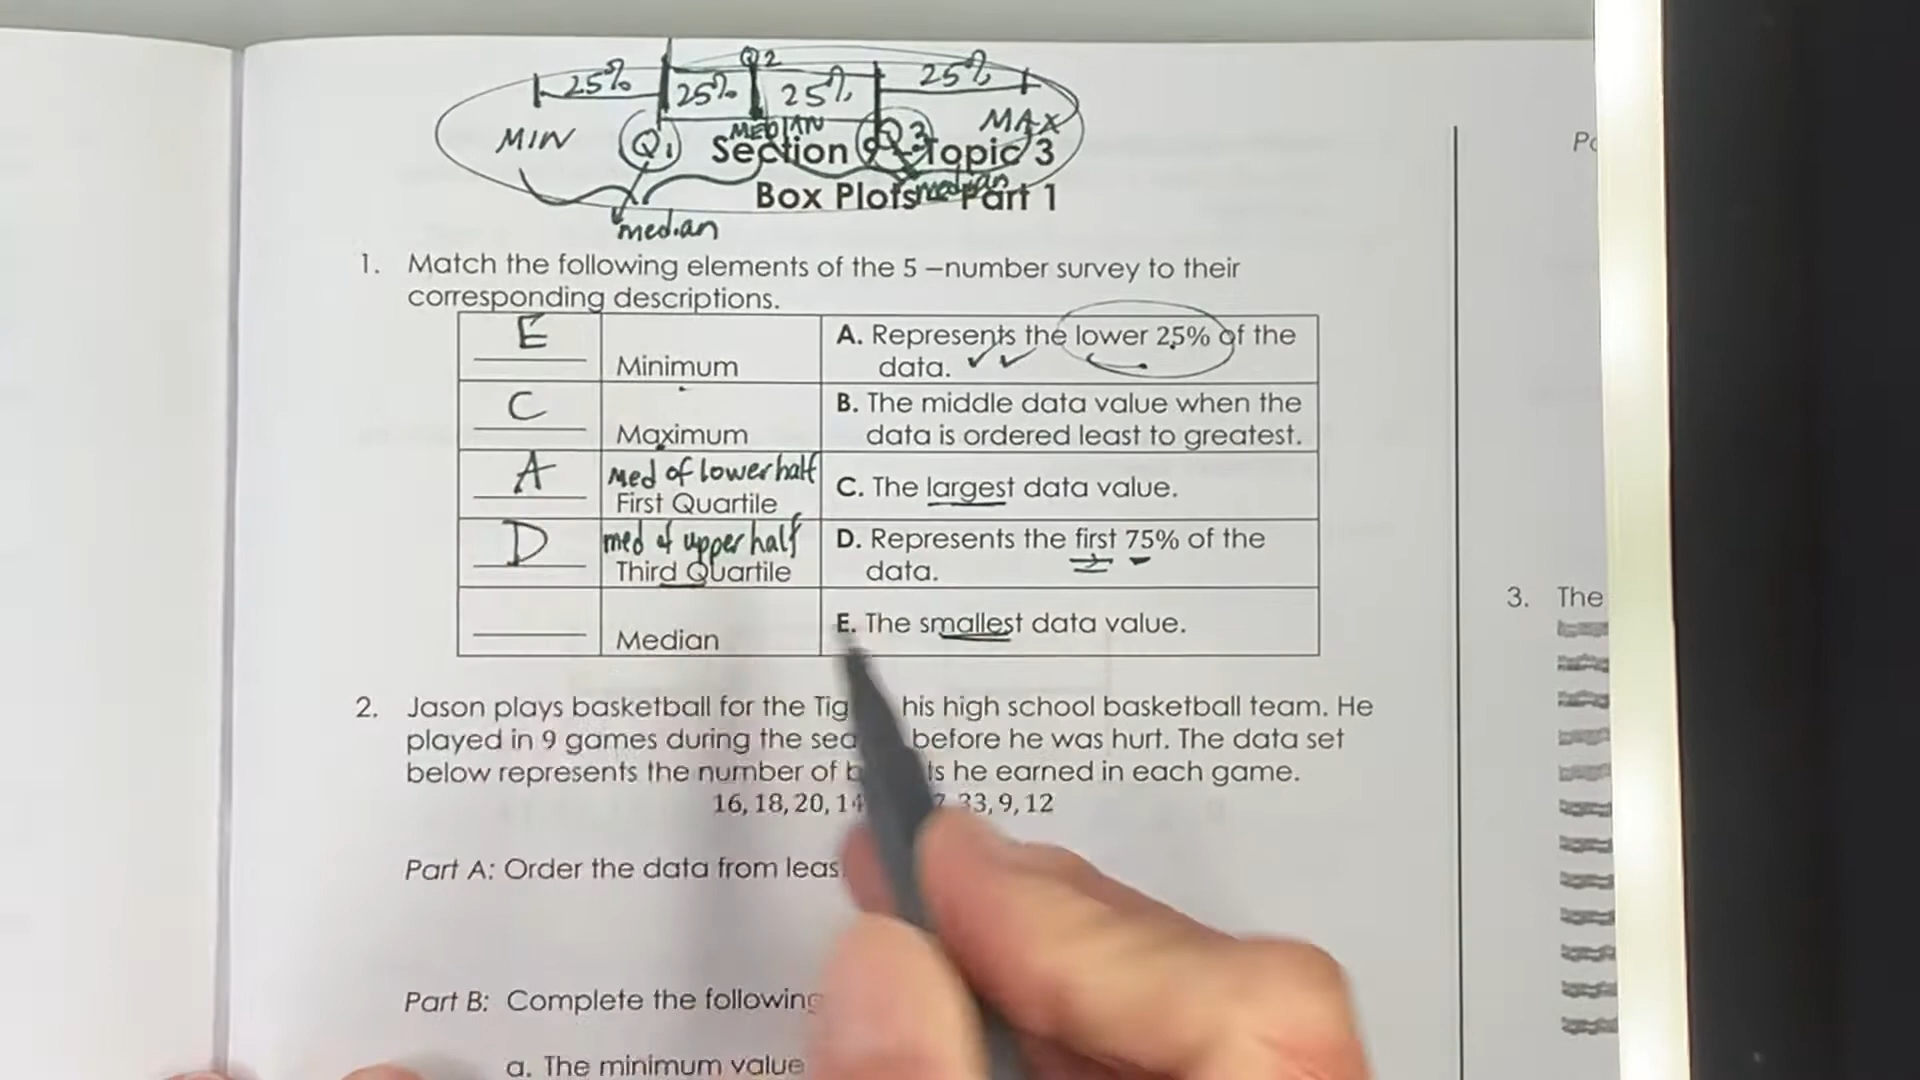 25% 25% Q2 25% 25%
MIN Q1 MEDIAN Q3 MAX
Section Topic 3
Box Plots Part 1
median
median
1. Match the following elements of the 5 –number survey to their
corresponding descriptions.
E Minimum
A. Represents the lower 25% of the
data.
C Maximum
B. The middle data value when the
data is ordered least to greatest.
A Med of lower half
First Quartile
C. The largest data value.
D med of upper half
Third Quartile
D. Represents the first 75% of the
data.
Median
E. The smallest data value.
2. Jason plays basketball for the his high school basketball team. He
played in 9 games during the before he was hurt. The data set
below represents the number of he earned in each game.
16, 18, 20, 14 33, 9, 12
Part A: Order the data from
Part B: Complete the following
a. The minimum value
3. The